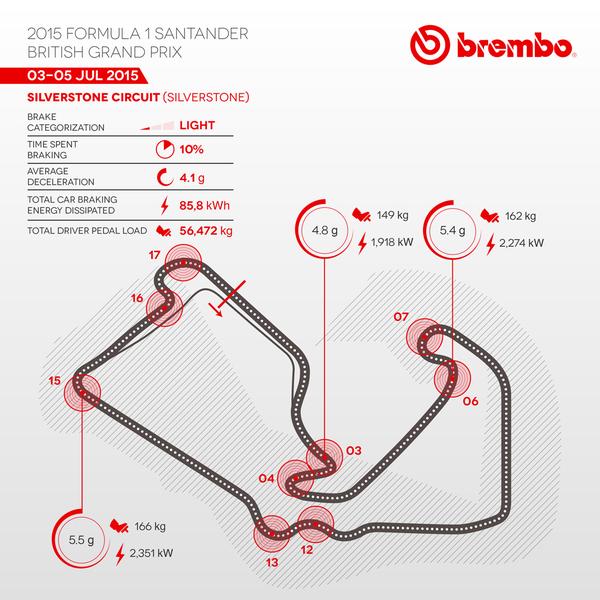 2015 FORMULA 1 SANTANDER
BRITISH GRAND PRIX
brembo®
03-05 JUL 2015
SILVERSTONE CIRCUIT (SILVERSTONE)
BRAKE
CATEGORIZATION
LIGHT
TIME SPENT
BRAKING
10%
AVERAGE
DECELERATION
4.1 g
TOTAL CAR BRAKING
ENERGY DISSIPATED
85,8 kWh
TOTAL DRIVER PEDAL LOAD
56,472 kg
4.8 g
149 kg
1,918 kW
5.4 g
162 kg
2,274 kW
17
16
07
15
06
03
04
12
13
5.5 g
166 kg
2,351 kW